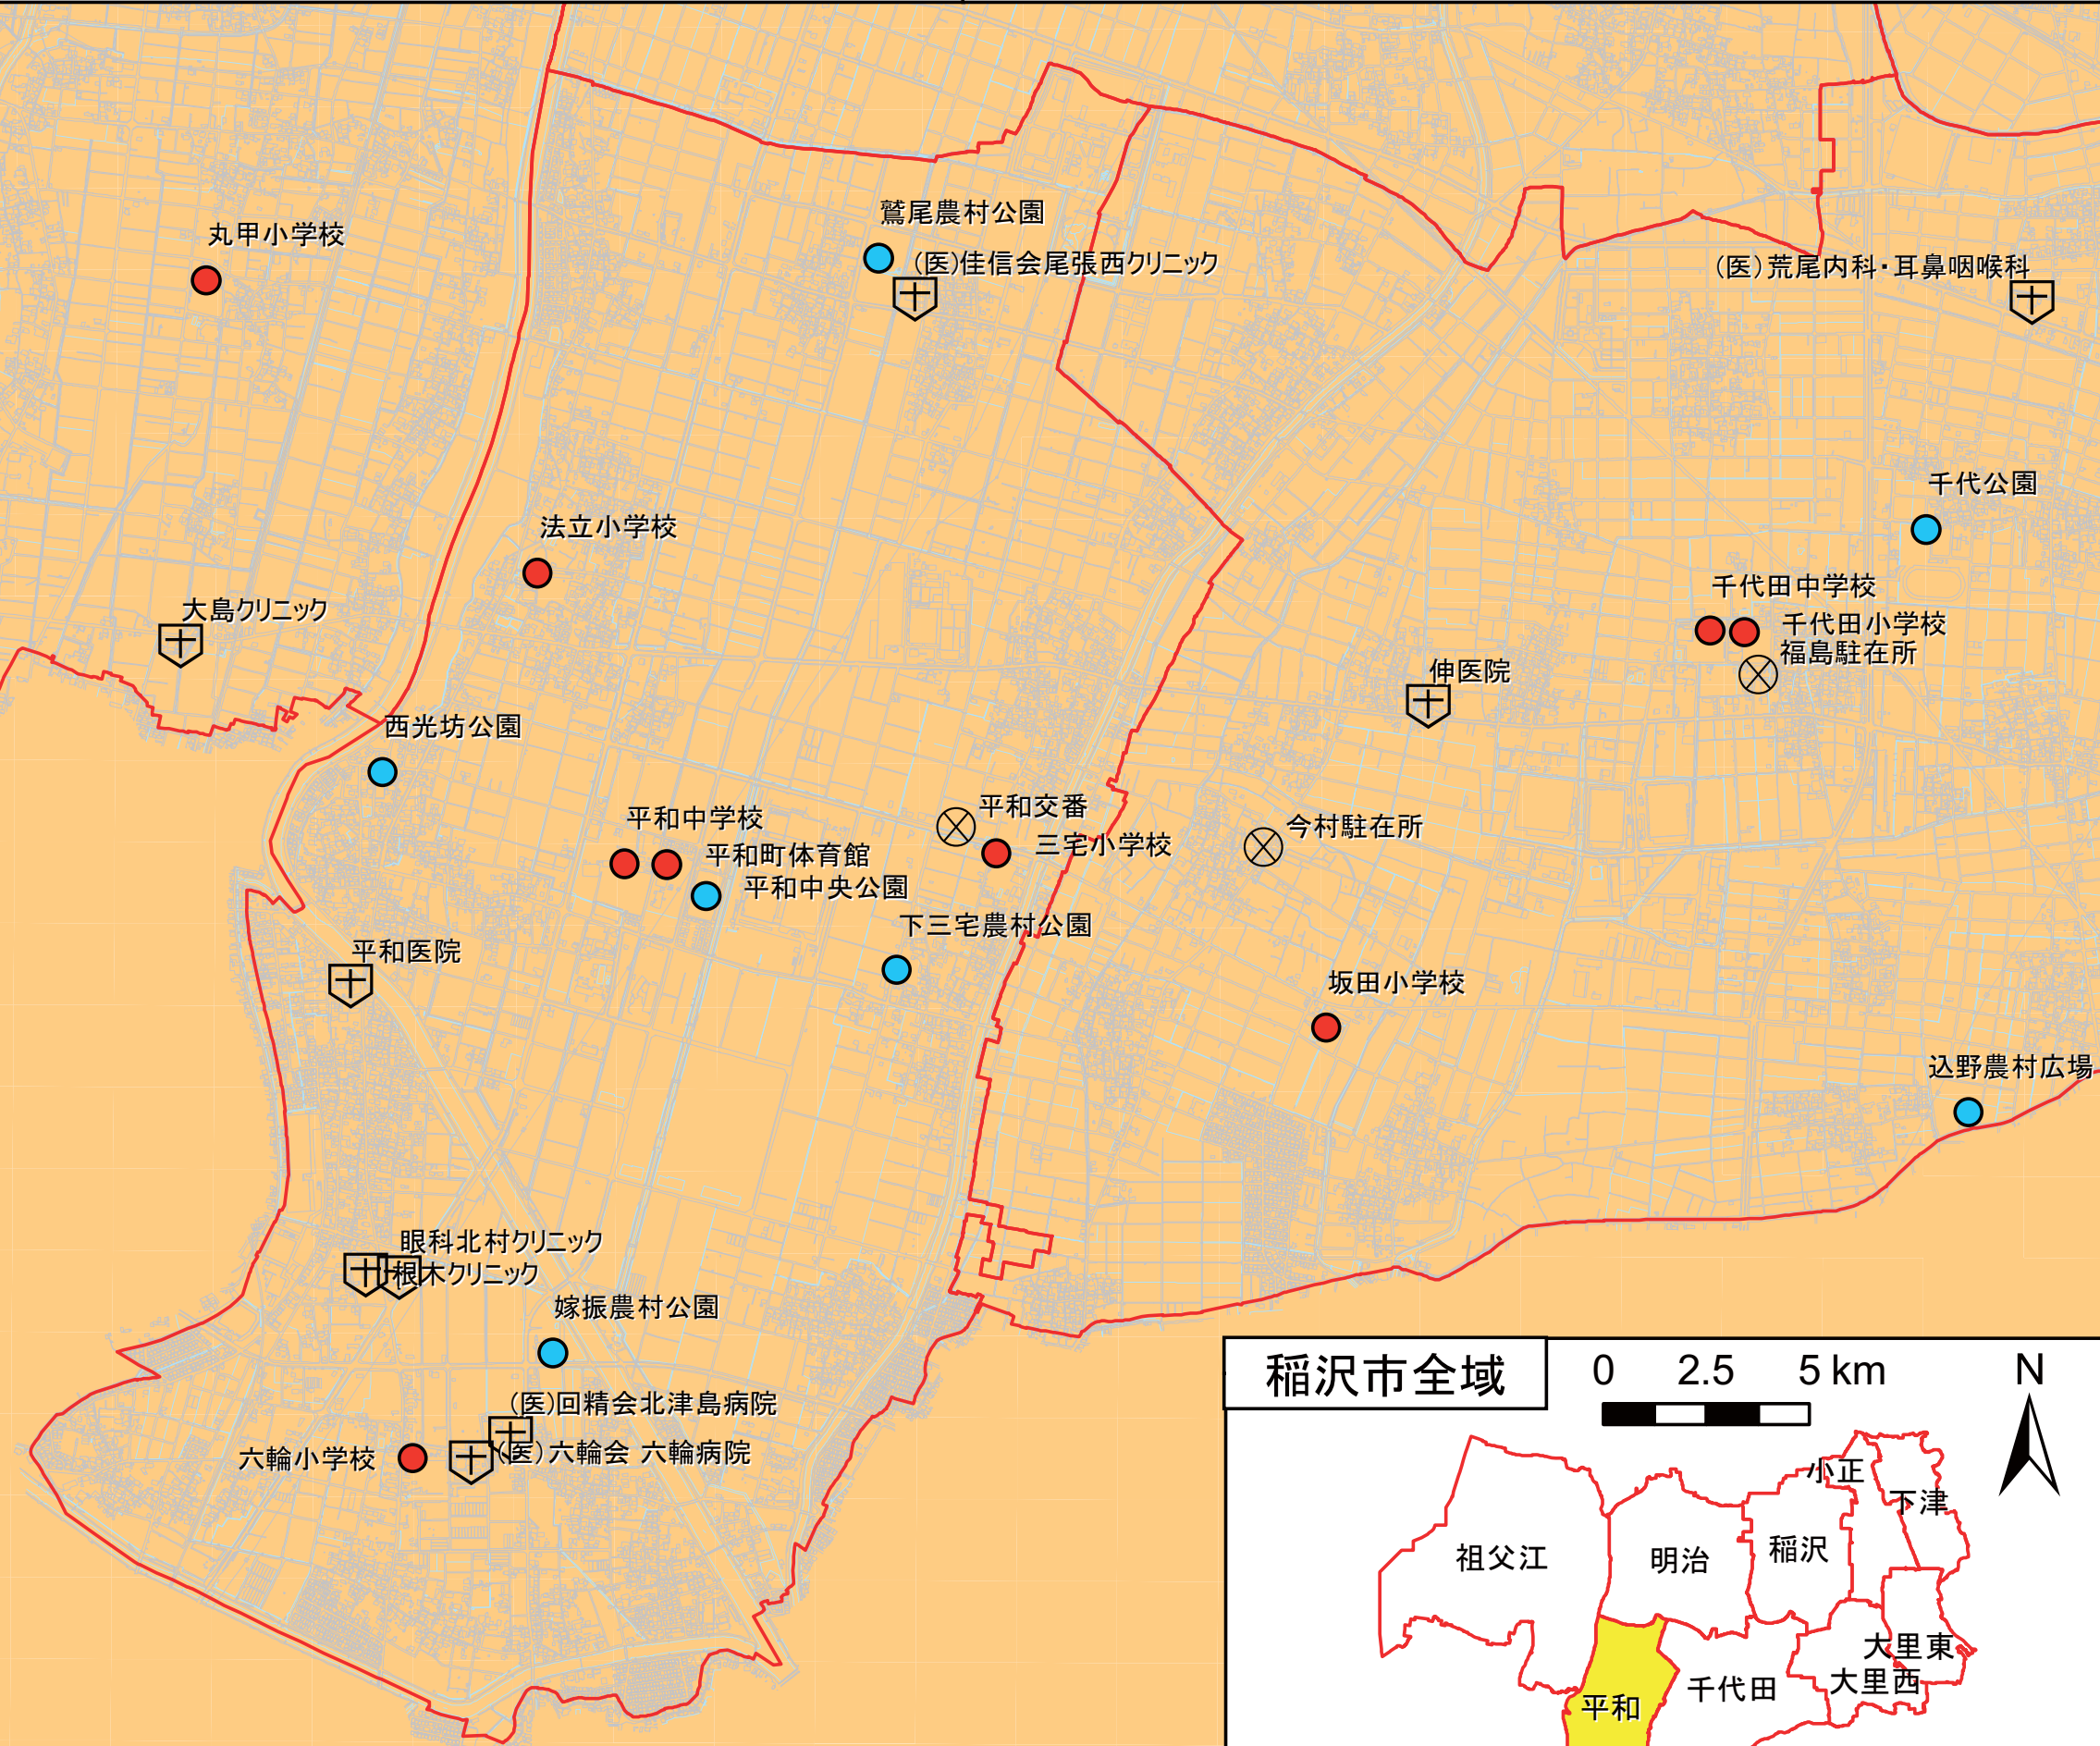 鷲尾農村公園
丸甲小学校
(医)佳信会尾張西クリニック
(医)荒尾内科・耳鼻咽喉科
千代公園
法立小学校
千代田中学校
大島クリニック
千代田小学校
福島駐在所
伸医院
西光坊公園
平和交番
平和中学校
今村駐在所
三宅小学校
平和町体育館
平和中央公園
下三宅農村公園
平和医院
坂田小学校
込野農村広場
眼科北村クリニック
根木クリニック
嫁振農村公園
(医)回精会北津島病院
六輪小学校
(医)六輪会 六輪病院
稲沢市全域
0 2.5 5 km
N
小正
下津
稲沢
祖父江
明治
大里東
大里西
千代田
平和